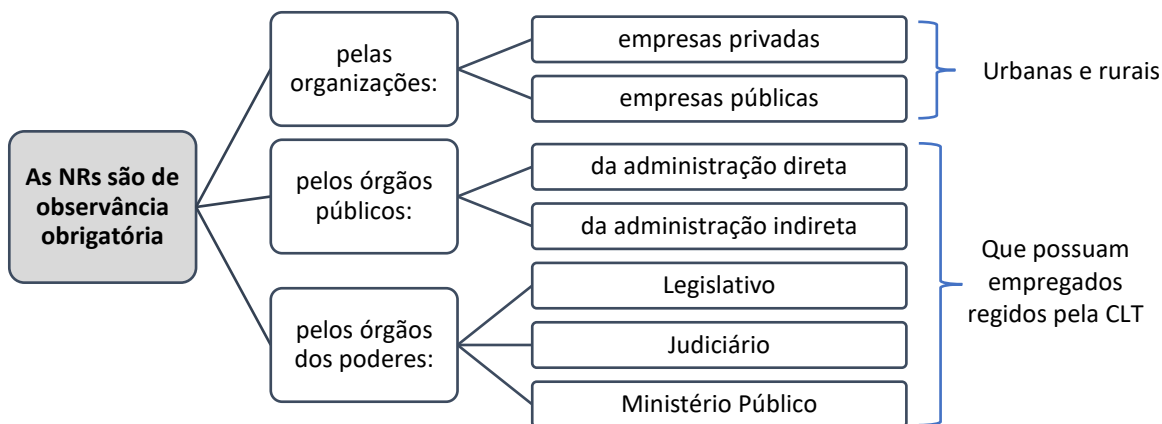 As NRs são de
observância
obrigatória
pelas
organizações:
empresas privadas
empresas públicas
Urbanas e rurais
pelos órgãos
públicos:
da administração direta
da administração indireta
pelos órgãos
dos poderes:
Legislativo
Judiciário
Ministério Público
Que possuam
empregados
regidos pela CLT